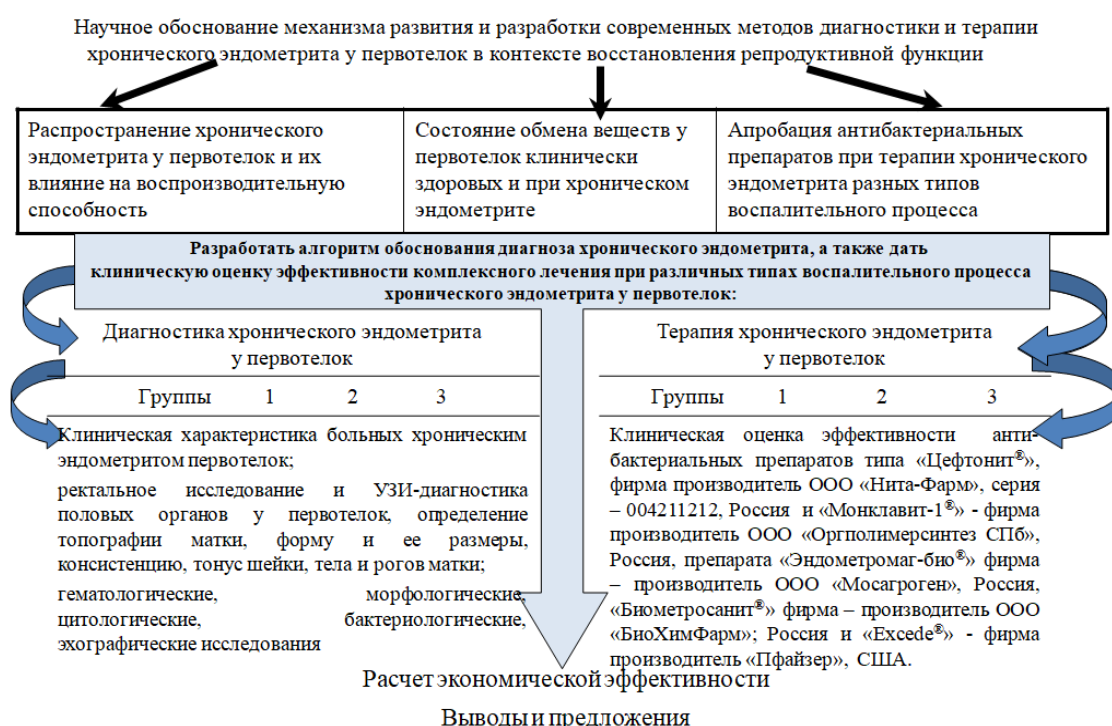 Научное обоснование механизма развития и разработки современных методов диагностики и терапии
хронического эндометрита у первотелок в контексте восстановления репродуктивной функции
Распространение хронического
эндометрита у первотелок и их
влияние на воспроизводительную
способность
Состояние обмена веществ у
первотелок клинически
здоровых и при хроническом
эндометрите
Апробация антибактериальных
препаратов при терапии хронического
эндометрита разных типов
воспалительного процесса
Разработать алгоритм обоснования диагноза хронического эндометрита, а также дать
клиническую оценку эффективности комплексного лечения при различных типах воспалительного процесса
хронического эндометрита у первотелок:
Диагностика хронического эндометрита
у первотелок
Группы 1 2 3
Клиническая характеристика больных хроническим
эндометритом первотелок;
ректальное исследование и УЗИ-диагностика
половых органов у первотелок, определение
топографии матки, форму и ее размеры,
консистенцию, тонус шейки, тела и рогов матки;
гематологические, морфологические,
цитологические, бактериологические,
эхографические исследования
Терапия хронического эндометрита
у первотелок
Группы 1 2 3
Клиническая оценка эффективности анти-
бактериальных препаратов типа «Цефтонит®»,
фирма производитель ООО «Нита-Фарм», серия
– 004211212, Россия и «Монклавит-1®» - фирма
производитель ООО «Оргполимерсинтез СПб»,
Россия, препарата «Эндометромаг-био®» фирма
– производитель ООО «Мосагроген», Россия,
«Биометросанит®» фирма – производитель ООО
«БиоХимФарм»; Россия и «Excede®» - фирма
производитель «Пфайзер», США.
Расчет экономической эффективности
Выводы и предложения